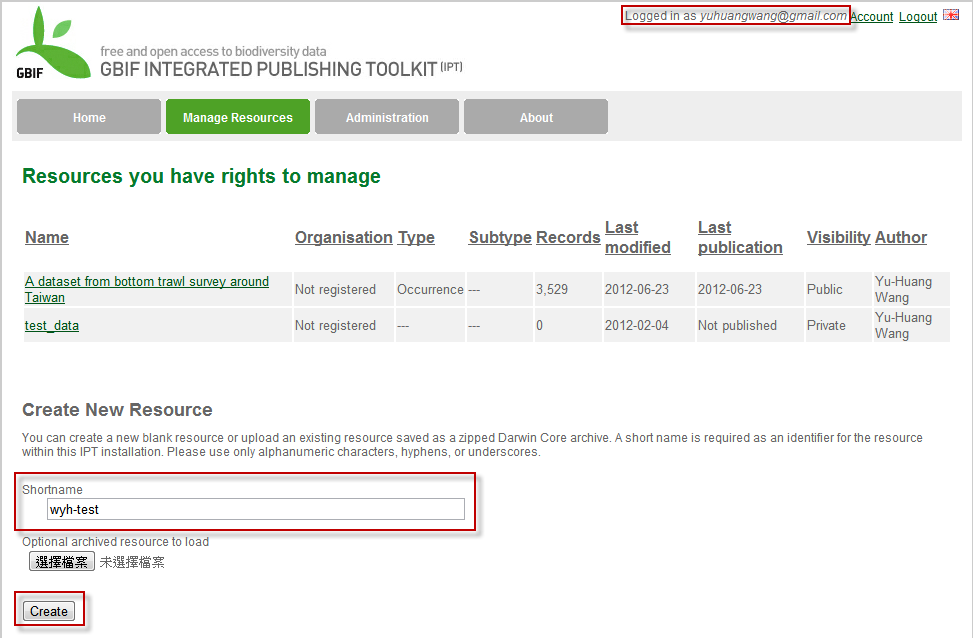 Logged in as yuhuangwang@gmail.com Account Logout
free and open access to biodiversity data
GBIF GBIF INTEGRATED PUBLISHING TOOLKIT (IPT)
Home Manage Resources Administration About
Resources you have rights to manage
Name Organisation Type Subtype Records Last modified Last publication Visibility Author
A dataset from bottom trawl survey around Taiwan Not registered Occurrence --- 3,529 2012-06-23 2012-06-23 Public Yu-Huang Wang
test_data Not registered --- --- 0 2012-02-04 Not published Private Yu-Huang Wang
Create New Resource
You can create a new blank resource or upload an existing resource saved as a zipped Darwin Core archive. A short name is required as an identifier for the resource
within this IPT installation. Please use only alphanumeric characters, hyphens, or underscores.
Shortname
wyh-test
Optional archived resource to load
選擇檔案 未選擇檔案
Create